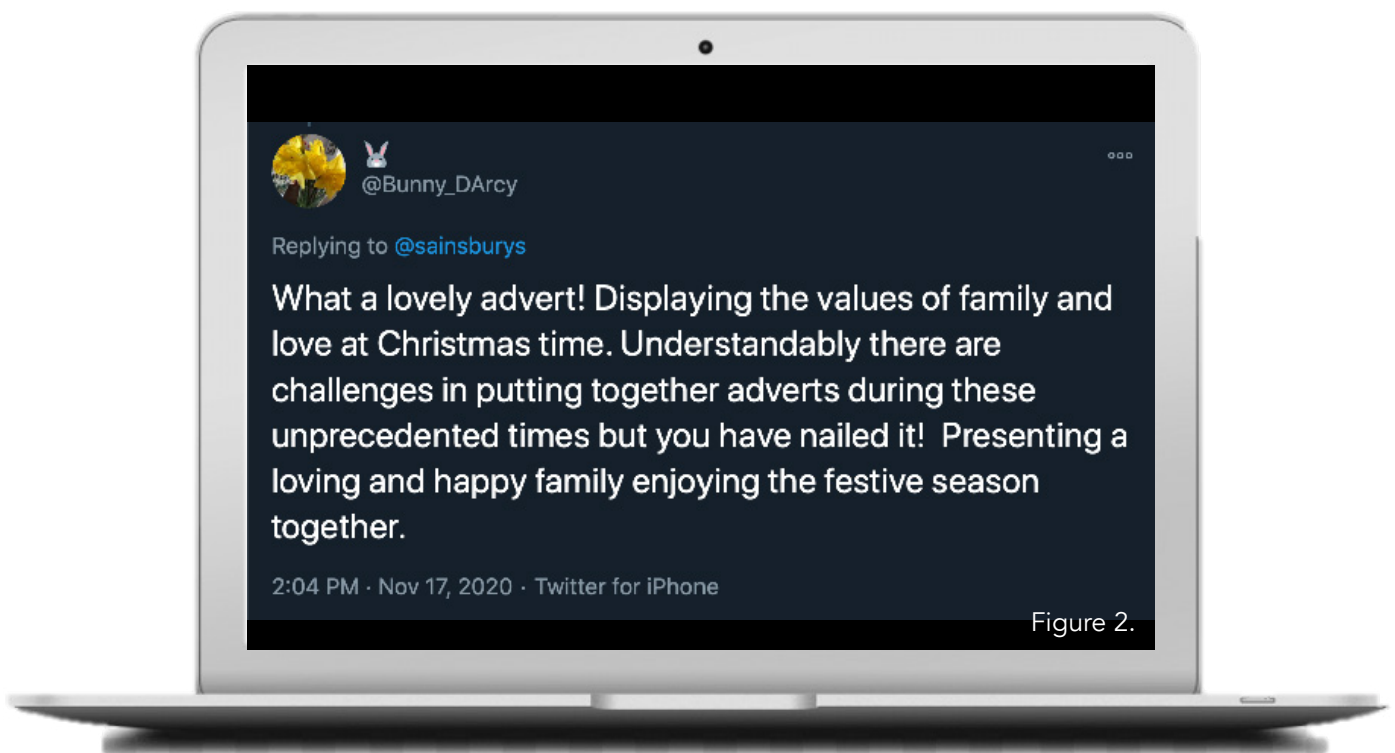 @Bunny_DArcy
Replying to @sainsburys
What a lovely advert! Displaying the values of family and
love at Christmas time. Understandably there are
challenges in putting together adverts during these
unprecedented times but you have nailed it!  Presenting a
loving and happy family enjoying the festive season
together.
2:04 PM · Nov 17, 2020 · Twitter for iPhone
Figure 2.